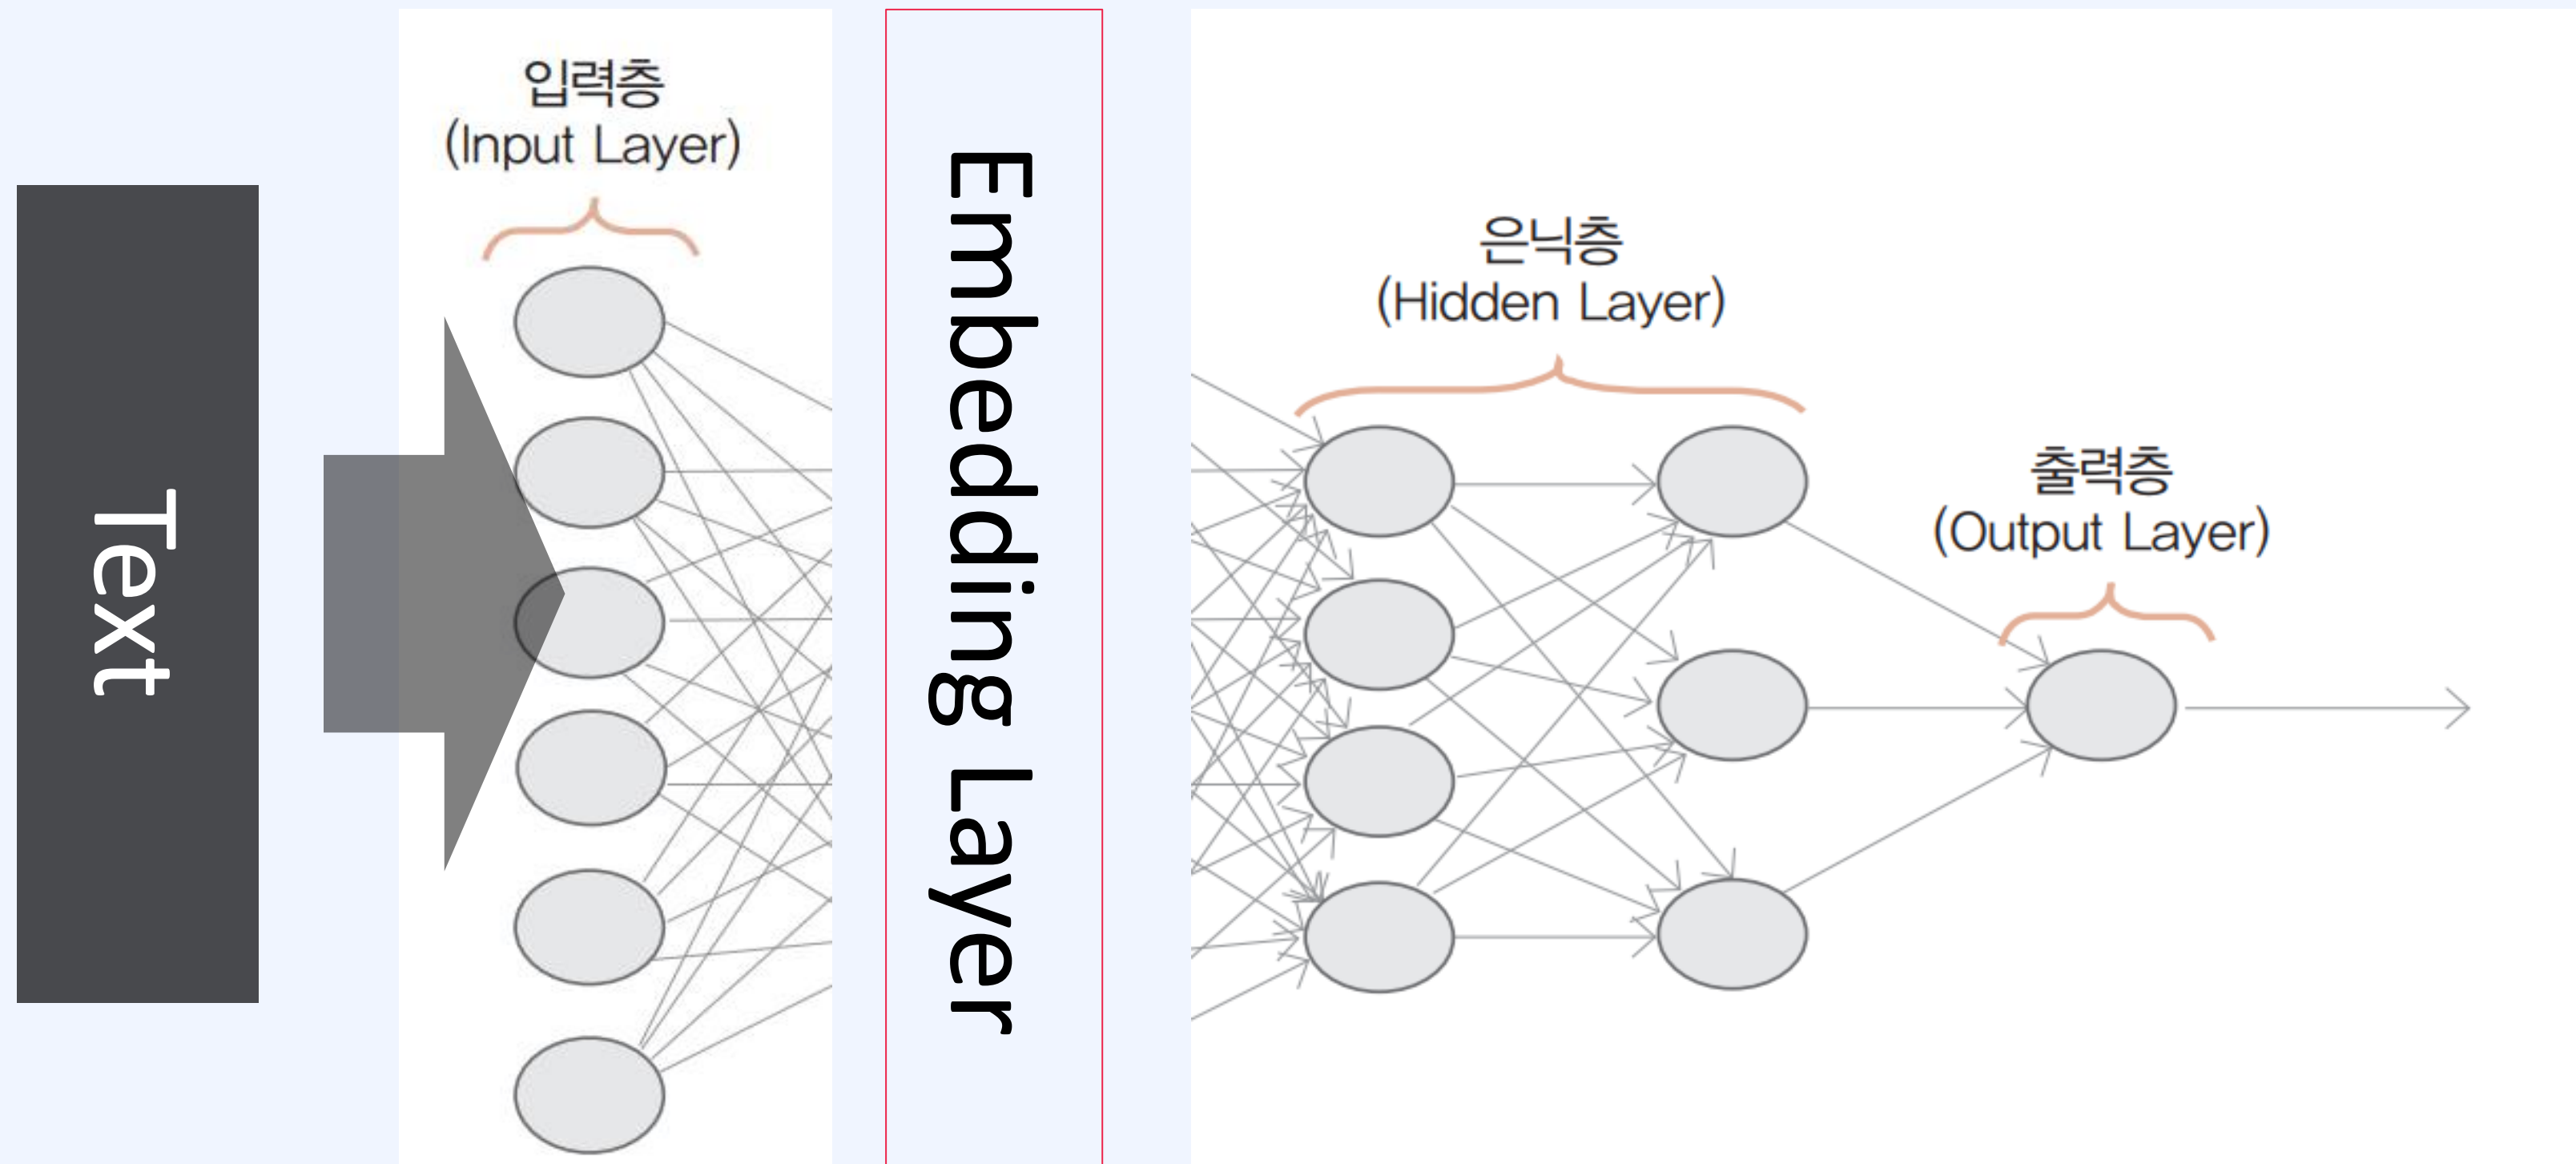 Text
입력층
(Input Layer)
Embedding Layer
은닉층
(Hidden Layer)
출력층
(Output Layer)